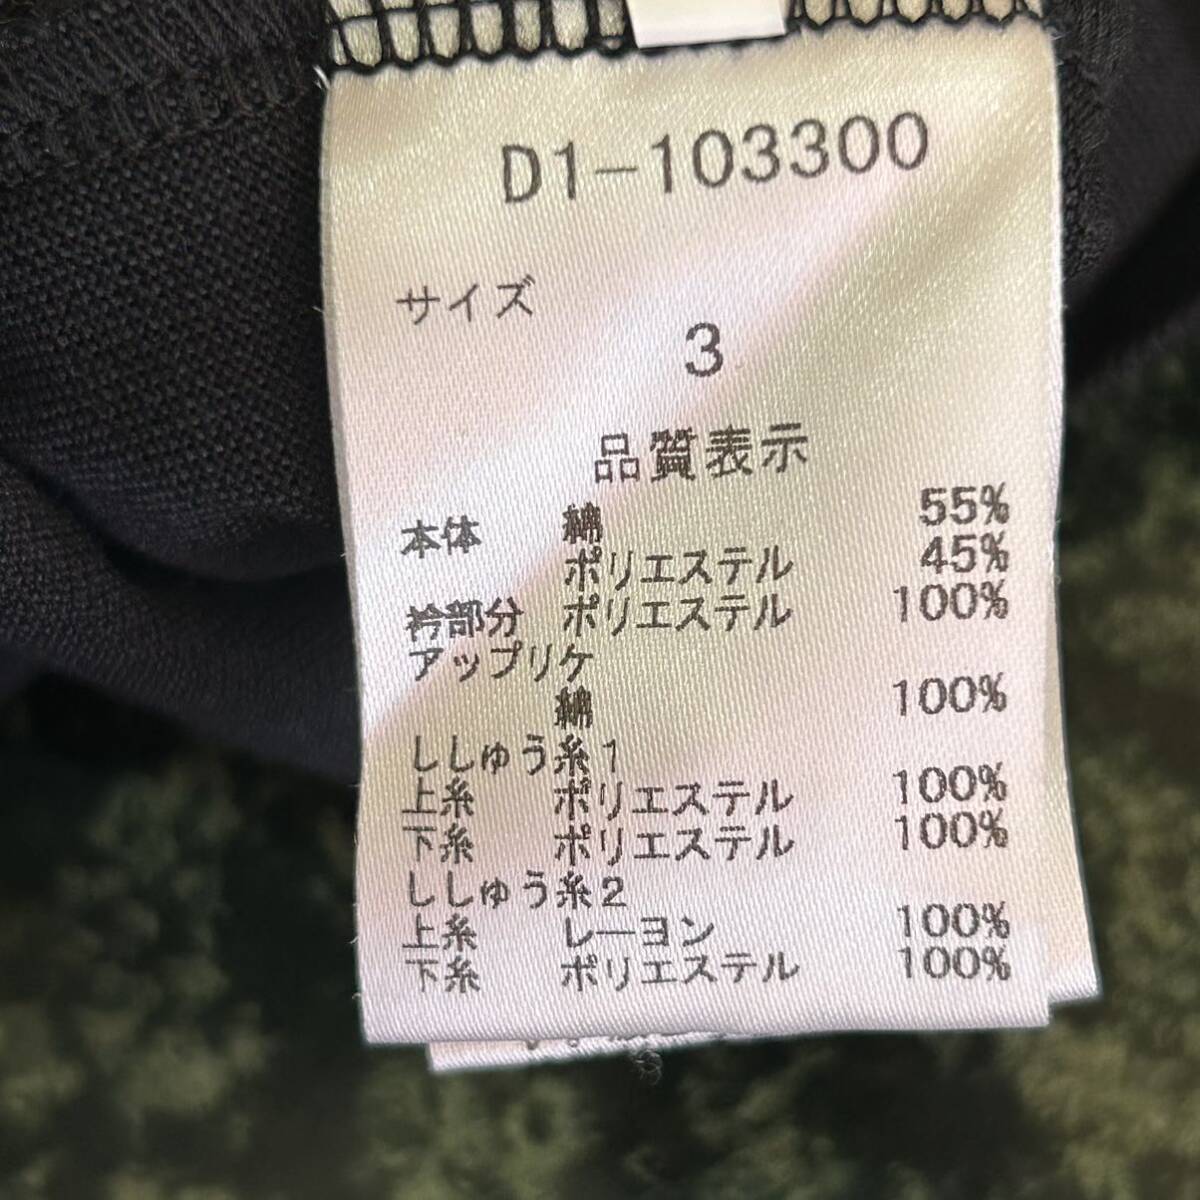 D1-103300
サイズ
3
品質表示
本体 綿 55%
ポリエステル 45%
衿部分 ポリエステル 100%
アップリケ
綿 100%
ししゅう糸1
上糸 ポリエステル 100%
下糸 ポリエステル 100%
ししゅう糸2
上糸 レーヨン 100%
下糸 ポリエステル 100%